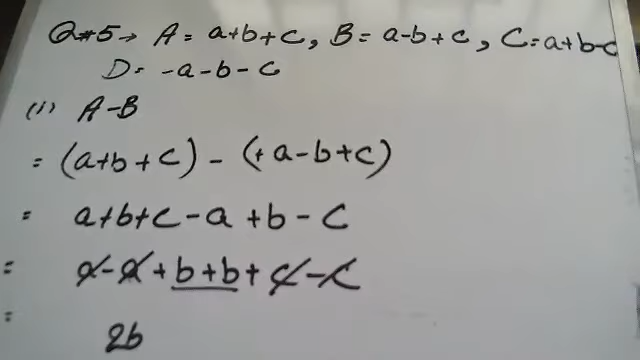 Q#5→ A = a+b+c, B = a-b+c, C=a+b-c
D = -a-b-c
(i) A-B
= (a+b+c) - (+a-b+c)
= a+b+c-a+b-c
= a-a+b+b+c-c
=
2b